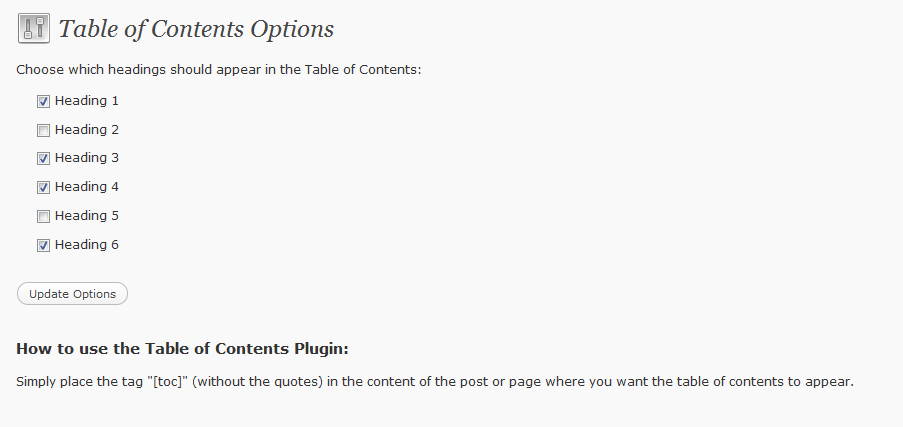 Table of Contents Options
Choose which headings should appear in the Table of Contents:
Heading 1
Heading 2
Heading 3
Heading 4
Heading 5
Heading 6
Update Options
How to use the Table of Contents Plugin:
Simply place the tag "[toc]" (without the quotes) in the content of the post or page where you want the table of contents to appear.